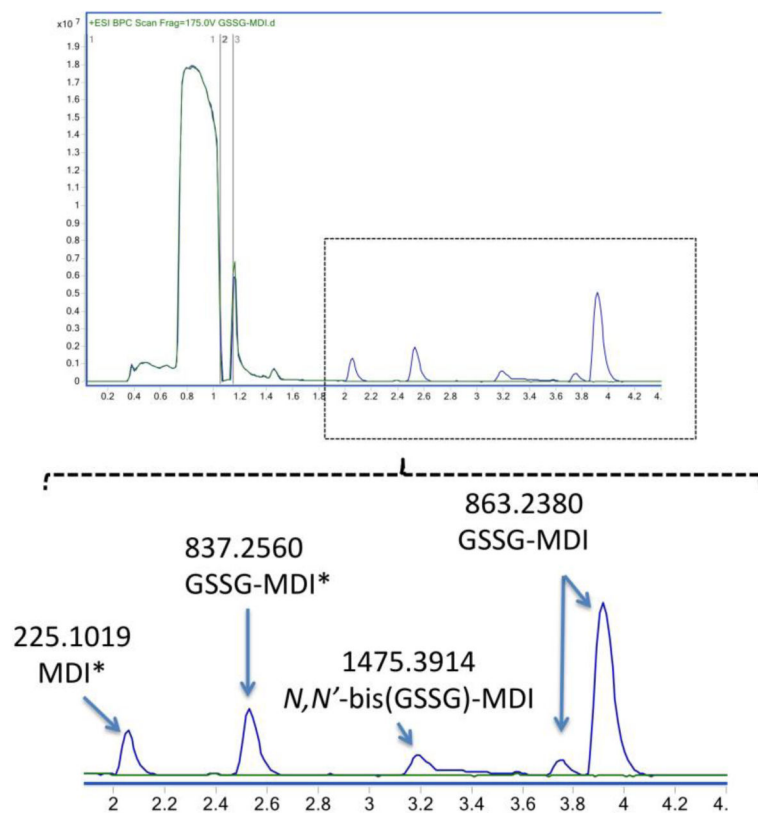 x10 7
+ESI BPC Scan Frag=175.0V GSSG-MDI.d
1 1 2 3
1.9
1.8
1.7
1.6
1.5
1.4
1.3
1.2
1.1
1
0.9
0.8
0.7
0.6
0.5
0.4
0.3
0.2
0.1
0
0.2 0.4 0.6 0.8 1 1.2 1.4 1.6 1.8 2 2.2 2.4 2.6 2.8 3 3.2 3.4 3.6 3.8 4 4.2 4.
863.2380
GSSG-MDI
837.2560
GSSG-MDI*
225.1019
MDI*
1475.3914
N,N'-bis(GSSG)-MDI
2 2.2 2.4 2.6 2.8 3 3.2 3.4 3.6 3.8 4 4.2 4.